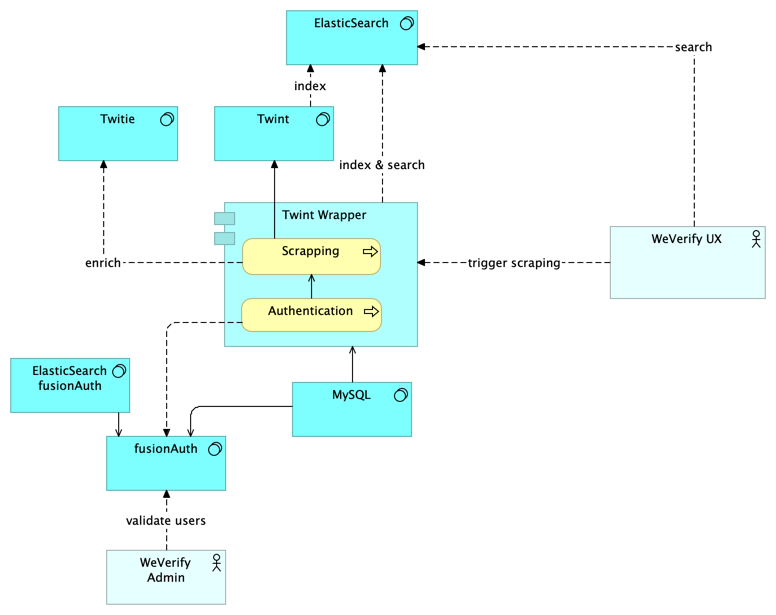 ElasticSearch
search
index
Twitie
Twint
index & search
Twint Wrapper
WeVerify UX
Scrapping
enrich
trigger scraping
Authentication
ElasticSearch
fusionAuth
MySQL
fusionAuth
validate users
WeVerify
Admin